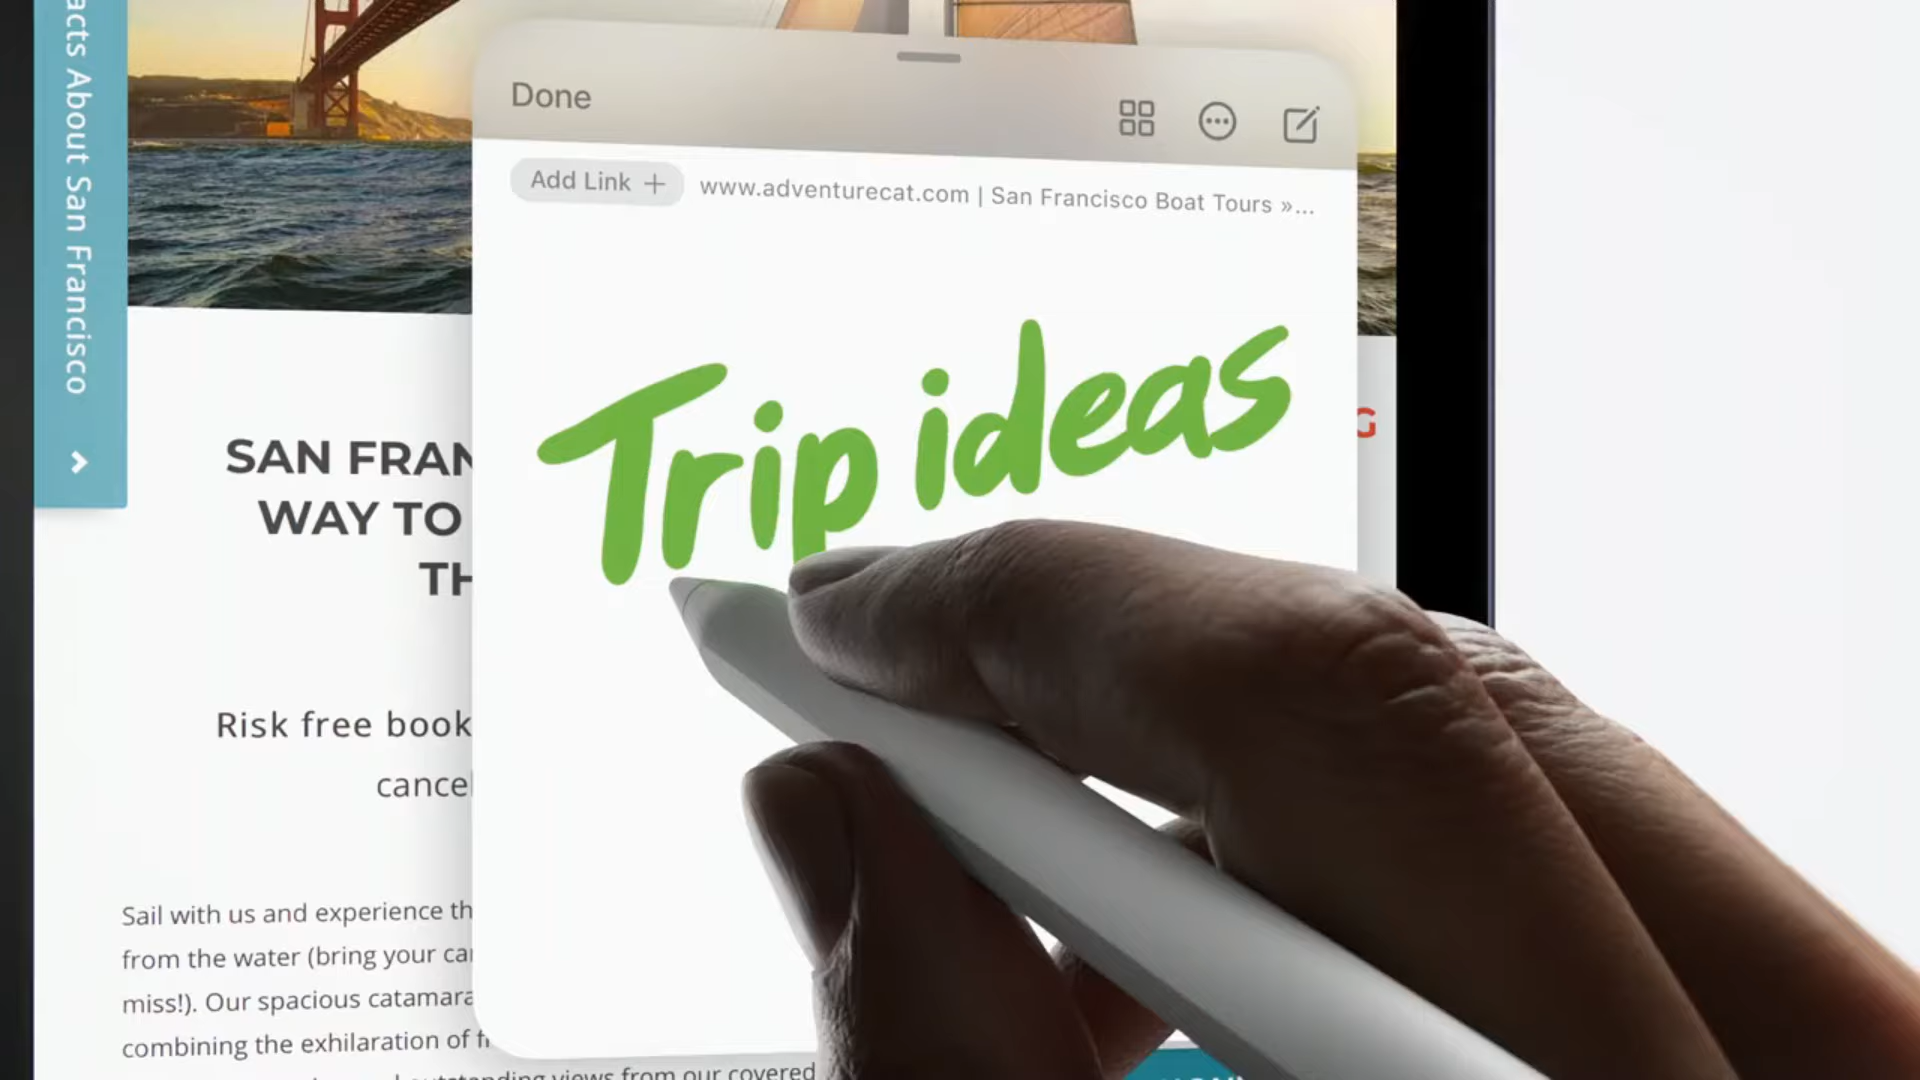 acts About San Francisco
Done
Add Link +
www.adventurecat.com | San Francisco Boat Tours »...
Trip ideas
G
SAN FRAN
WAY TO
TH
Risk free book
cancel
Sail with us and experience th
from the water (bring your ca
miss!). Our spacious catamara
combining the exhilaration of f
outstanding views from our covered